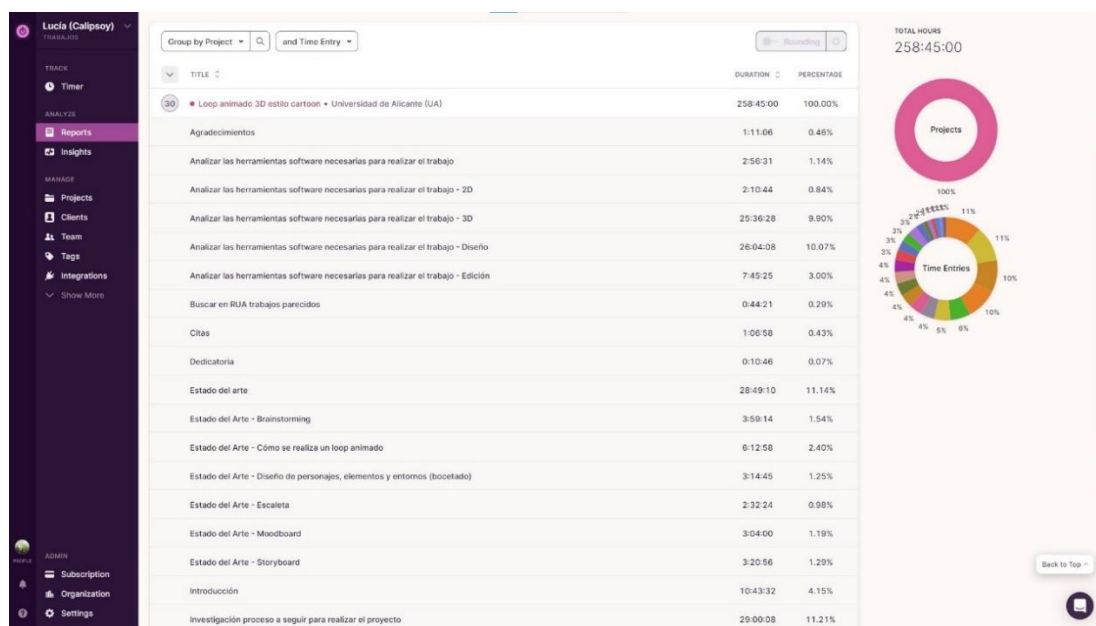 Lucía (Calipsoy)
TRABAJOS
TRACK
Timer
ANALYZE
Reports
Insights
MANAGE
Projects
Clients
Team
Tags
Integrations
Show More
PROFILE
ADMIN
Subscription
Organization
Settings
Group by Project and Time Entry Rounding
TITLE DURATION PERCENTAGE
30 Loop animado 3D estilo cartoon • Universidad de Alicante (UA) 258:45:00 100.00%
Agradecimientos 1:11:06 0.46%
Analizar las herramientas software necesarias para realizar el trabajo 2:56:31 1.14%
Analizar las herramientas software necesarias para realizar el trabajo - 2D 2:10:44 0.84%
Analizar las herramientas software necesarias para realizar el trabajo - 3D 25:36:28 9.90%
Analizar las herramientas software necesarias para realizar el trabajo - Diseño 26:04:08 10.07%
Analizar las herramientas software necesarias para realizar el trabajo - Edición 7:45:25 3.00%
Buscar en RUA trabajos parecidos 0:44:21 0.29%
Citas 1:06:58 0.43%
Dedicatoria 0:10:46 0.07%
Estado del arte 28:49:10 11.14%
Estado del Arte - Brainstorming 3:59:14 1.54%
Estado del Arte - Cómo se realiza un loop animado 6:12:58 2.40%
Estado del Arte - Diseño de personajes, elementos y entornos (bocetado) 3:14:45 1.25%
Estado del Arte - Escaleta 2:32:24 0.98%
Estado del Arte - Moodboard 3:04:00 1.19%
Estado del Arte - Storyboard 3:20:56 1.29%
Introducción 10:43:32 4.15%
Investigación proceso a seguir para realizar el proyecto 29:00:08 11.21%
TOTAL HOURS
258:45:00
Projects
100%
Time Entries
11%
11%
10%
10%
6%
5%
4%
4%
4%
4%
4%
4%
3%
3%
3%
3%
Back to Top